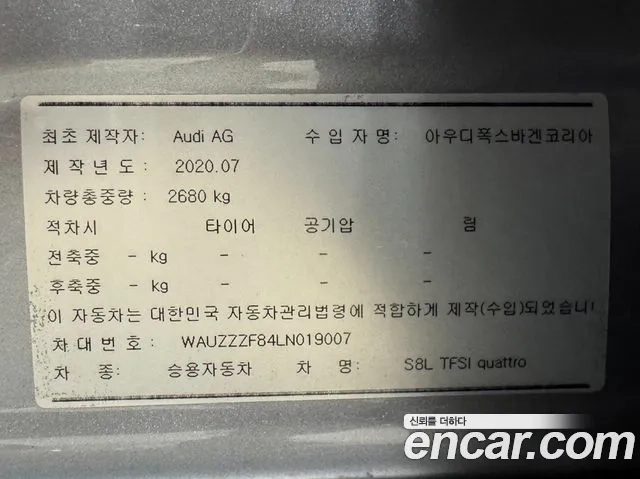 최초 제작자: Audi AG 수 입 자 명: 아우디폭스바겐코리아
제 작 년 도 : 2020.07
차량총중량 : 2680 kg
적차시 타이어 공기압 림
전축중 - kg - - -
후축중 - kg - - -
이 자동차는 대한민국 자동차관리법령에 적합하게 제작(수입)되었습니
차 대 번 호 : WAUZZZF84LN019007
차 종: 승용자동차 차 명: S8L TFSI quattro
신뢰를 더하다
encar.com